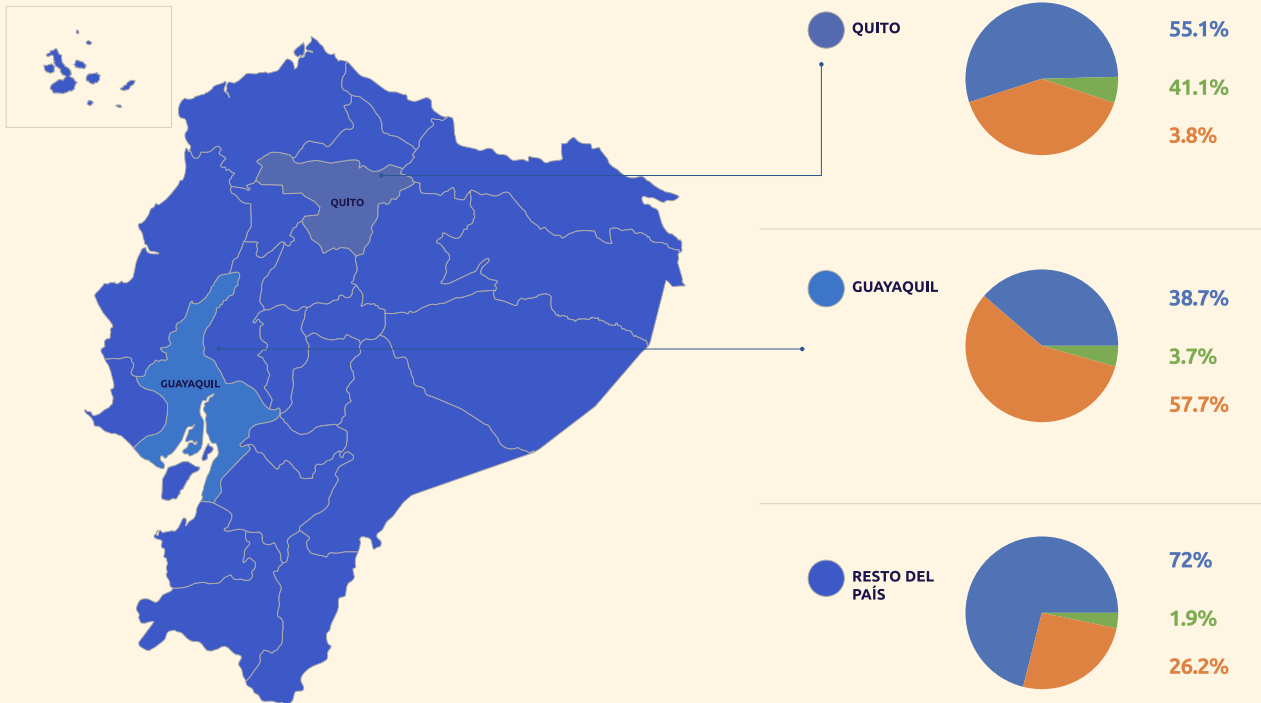 QUITO
55.1%
41.1%
3.8%
QUITO
GUAYAQUIL
38.7%
3.7%
57.7%
GUAYAQUIL
RESTO DEL
PAÍS
72%
1.9%
26.2%